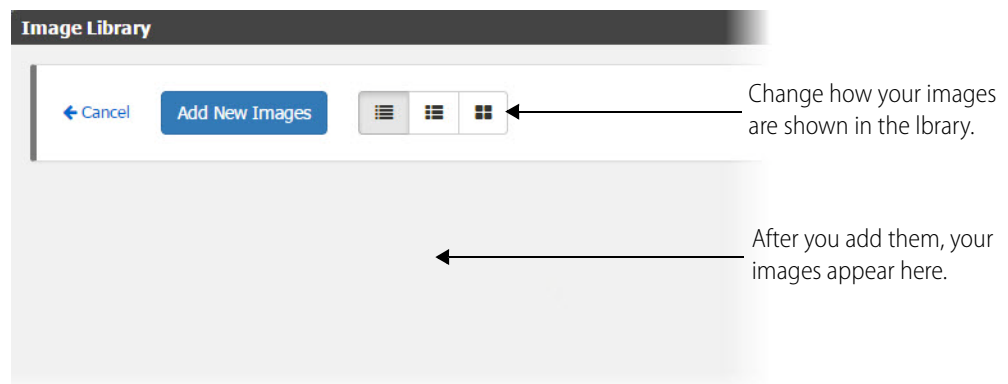 Image Library
Cancel Add New Images
Change how your images
are shown in the lbrary.
After you add them, your
images appear here.